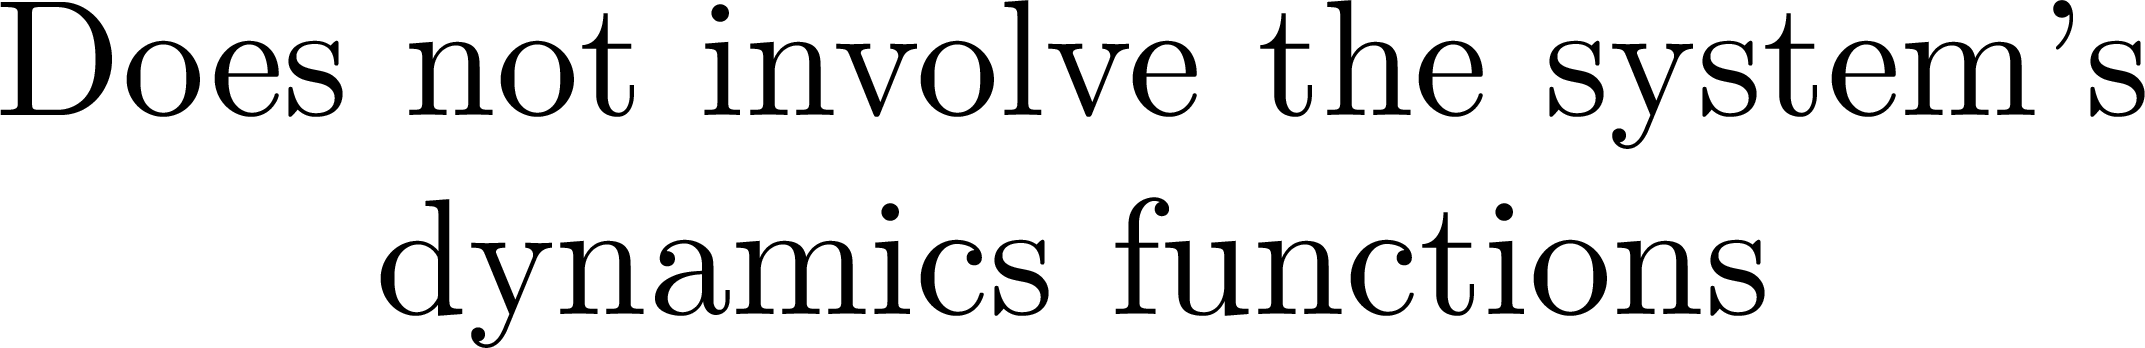 Does not involve the system’s
dynamics functions